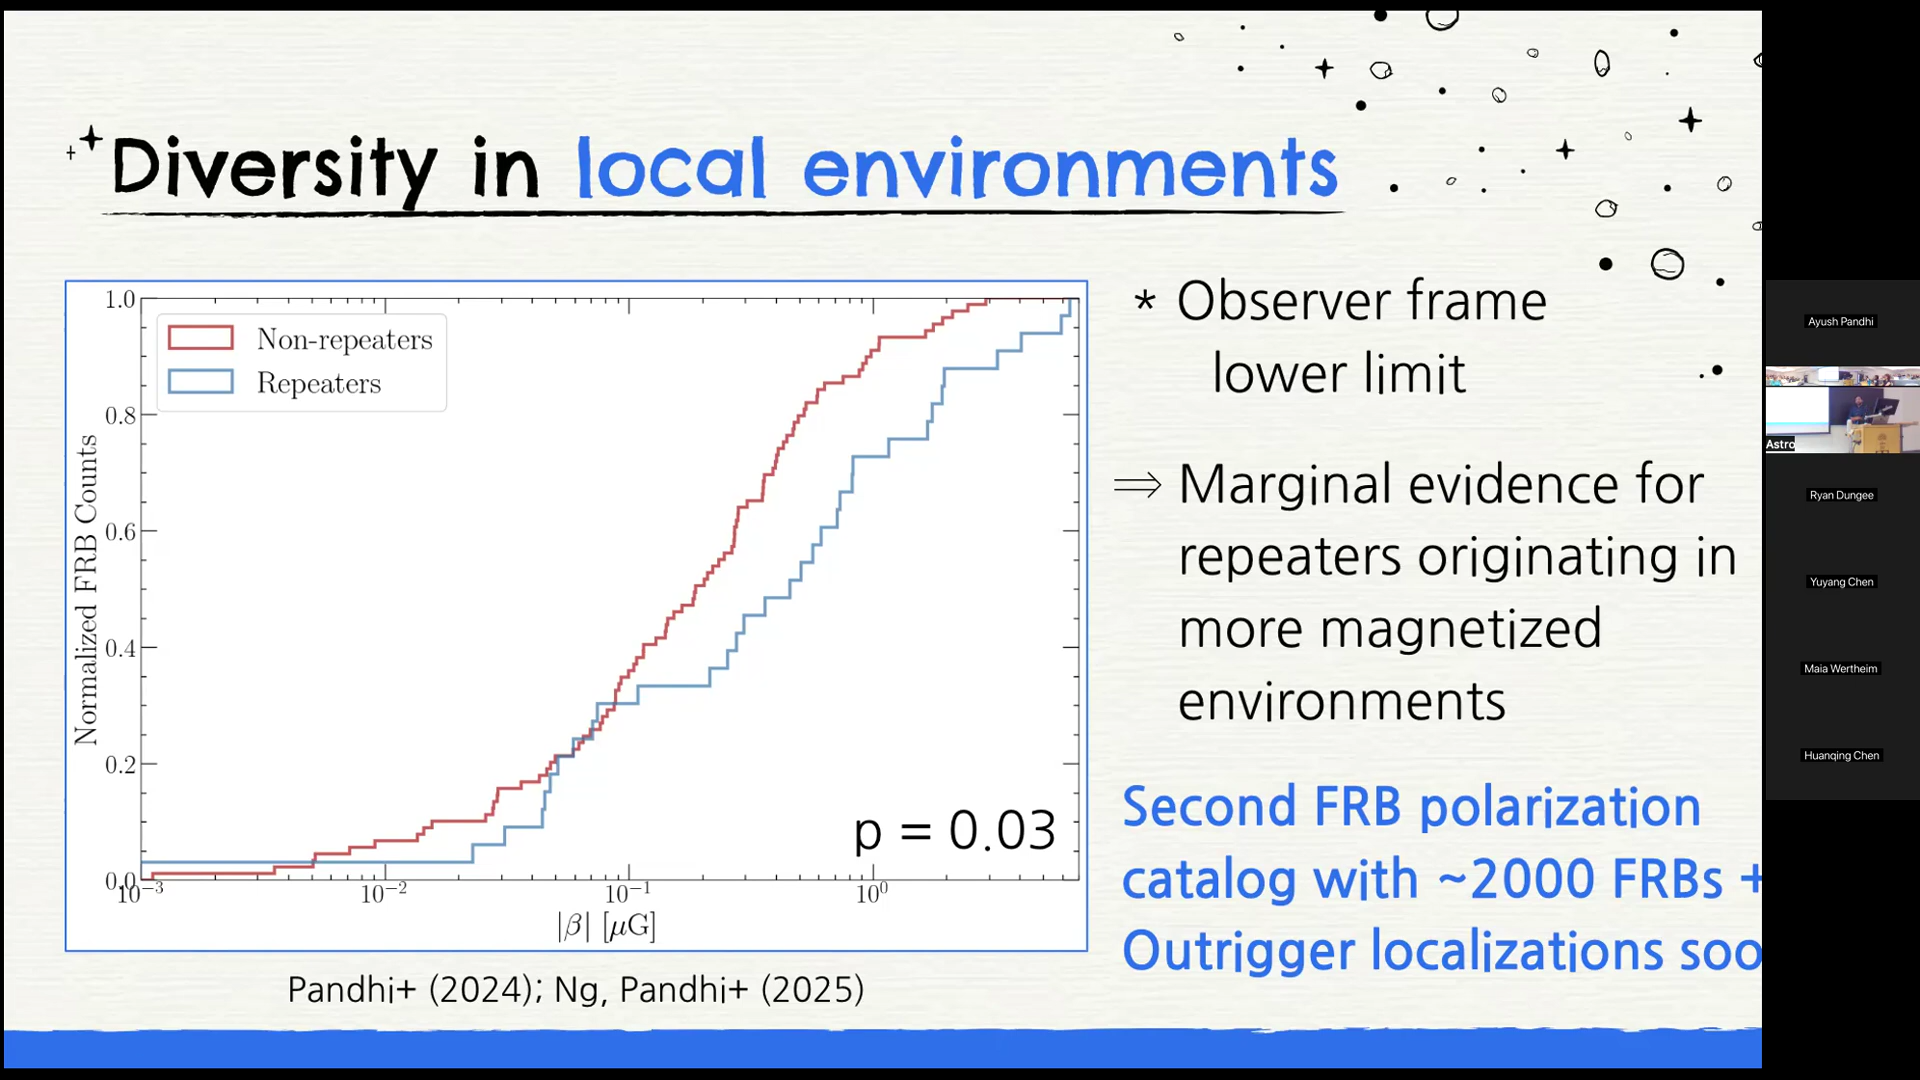 Diversity in local environments
1.0
0.8
0.6
0.4
0.2
0.0
Normalized FRB Counts
Non-repeaters
Repeaters
p = 0.03
10⁻³
10⁻²
10⁻¹
10⁰
|β| [μG]
Pandhi+ (2024); Ng, Pandhi+ (2025)
* Observer frame
lower limit
⇒ Marginal evidence for
repeaters originating in
more magnetized
environments
Second FRB polarization
catalog with ~2000 FRBs +
Outrigger localizations soo
Ayush Pandhi
Astro
Ryan Dungee
Yuyang Chen
Maia Wertheim
Huanqing Chen